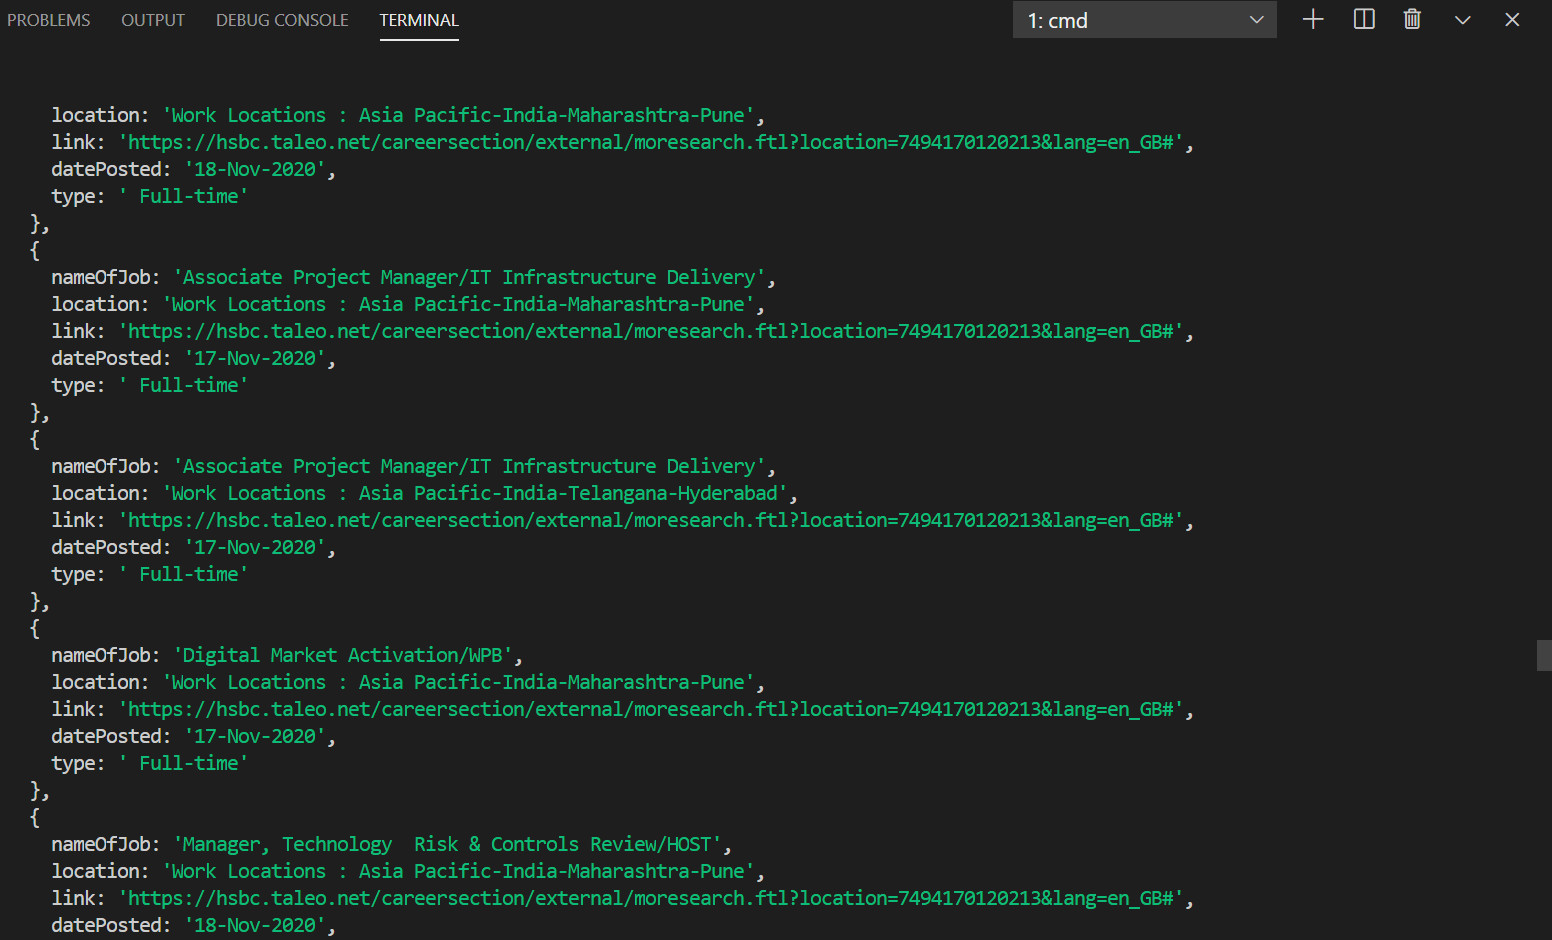 PROBLEMS OUTPUT DEBUG CONSOLE TERMINAL 1: cmd
location: 'Work Locations : Asia Pacific-India-Maharashtra-Pune',
link: 'https://hsbc.taleo.net/careersection/external/moresearch.ftl?location=7494170120213&lang=en_GB#',
datePosted: '18-Nov-2020',
type: ' Full-time'
},
{
nameOfJob: 'Associate Project Manager/IT Infrastructure Delivery',
location: 'Work Locations : Asia Pacific-India-Maharashtra-Pune',
link: 'https://hsbc.taleo.net/careersection/external/moresearch.ftl?location=7494170120213&lang=en_GB#',
datePosted: '17-Nov-2020',
type: ' Full-time'
},
{
nameOfJob: 'Associate Project Manager/IT Infrastructure Delivery',
location: 'Work Locations : Asia Pacific-India-Telangana-Hyderabad',
link: 'https://hsbc.taleo.net/careersection/external/moresearch.ftl?location=7494170120213&lang=en_GB#',
datePosted: '17-Nov-2020',
type: ' Full-time'
},
{
nameOfJob: 'Digital Market Activation/WPB',
location: 'Work Locations : Asia Pacific-India-Maharashtra-Pune',
link: 'https://hsbc.taleo.net/careersection/external/moresearch.ftl?location=7494170120213&lang=en_GB#',
datePosted: '17-Nov-2020',
type: ' Full-time'
},
{
nameOfJob: 'Manager, Technology  Risk & Controls Review/HOST',
location: 'Work Locations : Asia Pacific-India-Maharashtra-Pune',
link: 'https://hsbc.taleo.net/careersection/external/moresearch.ftl?location=7494170120213&lang=en_GB#',
datePosted: '18-Nov-2020',